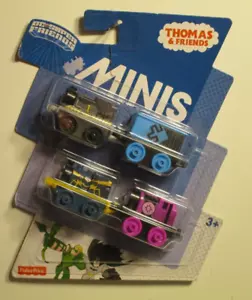 DC SUPER
FRIENDS
THOMAS
& FRIENDS
MINIS
3+
Fisher-Price